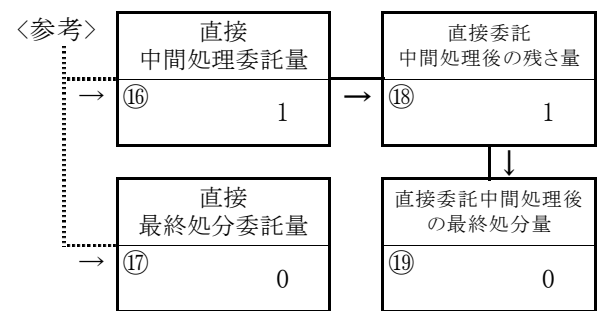 〈参考〉
直接
中間処理委託量
→ ⑯
1
→
直接委託
中間処理後の残さ量
⑱
1
↓
直接
最終処分委託量
→ ⑰
0
直接委託中間処理後
の最終処分量
⑲
0